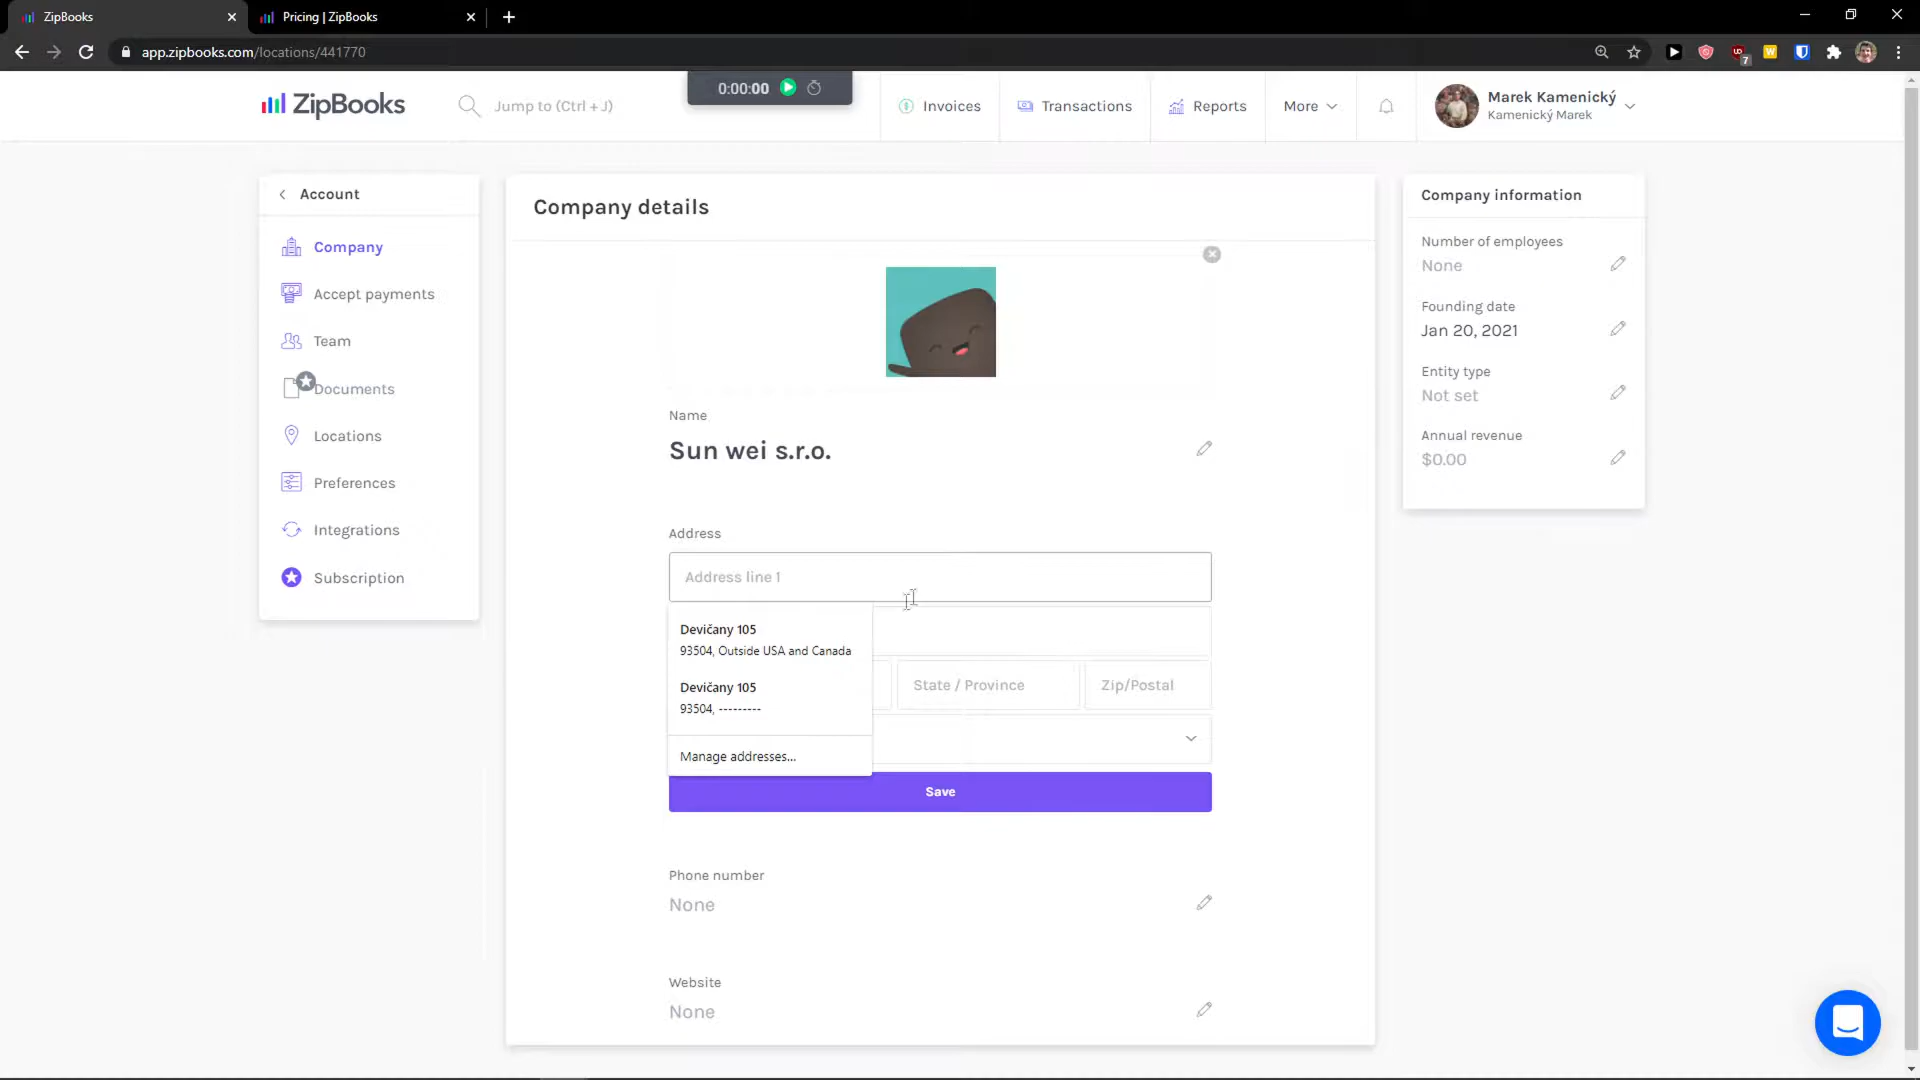 ZipBooks
Pricing | ZipBooks
app.zipbooks.com/locations/441770
7
ZipBooks
Jump to (Ctrl + J)
0:00:00
Invoices
Transactions
Reports
More
Marek Kamenický
Kamenický Marek
Account
Company
Accept payments
Team
Documents
Locations
Preferences
Integrations
Subscription
Company details
Name
Sun wei s.r.o.
Address
Address line 1
Devičany 105
93504, Outside USA and Canada
Devičany 105
93504, ---------
Manage addresses...
State / Province
Zip/Postal
Save
Phone number
None
Website
None
Company information
Number of employees
None
Founding date
Jan 20, 2021
Entity type
Not set
Annual revenue
$0.00